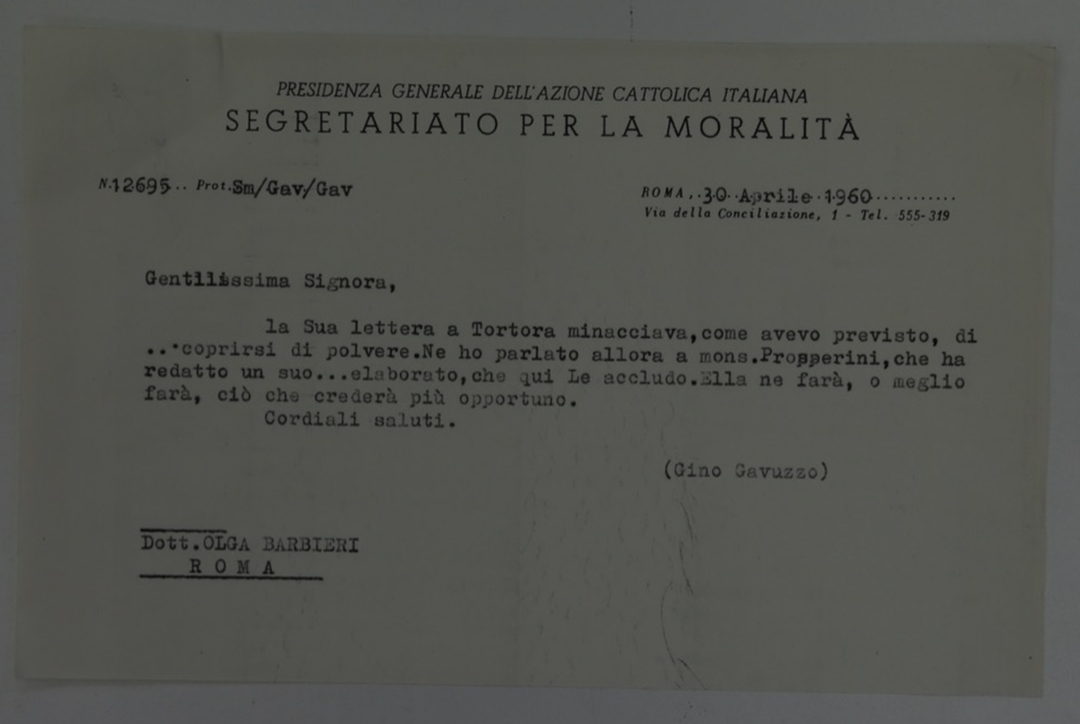 PRESIDENZA GENERALE DELL'AZIONE CATTOLICA ITALIANA
SEGRETARIATO PER LA MORALITÀ
N.12695.. Prot.Sm/Gav/Gav
ROMA,.30..Aprile.1960...........
Via della Conciliazione, 1 - Tel. 555-319
Gentilissima Signora,
la Sua lettera a Tortora minacciava,come avevo previsto, di
...coprirsi di polvere.Ne ho parlato allora a mons.Prosperini,che ha
redatto un suo...elaborato,che qui Le accludo.Ella ne farà, o meglio
farà, ciò che crederà più opportuno.
Cordiali saluti.
(Gino Gavuzzo)
Dott.OLGA BARBIERI
R O M A